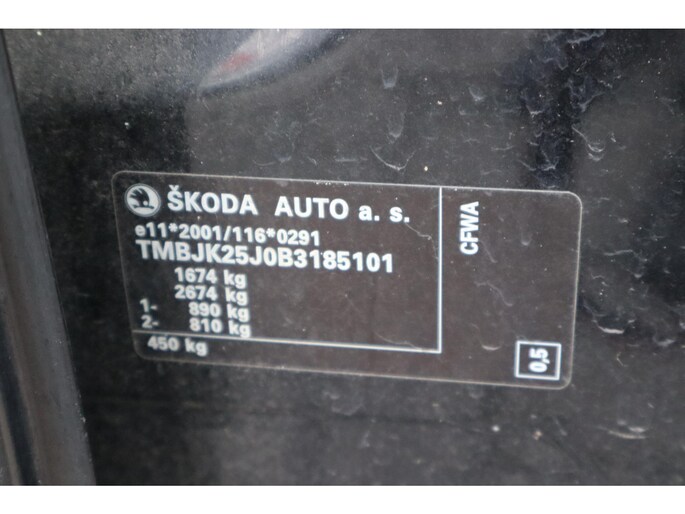 ŠKODA AUTO a. s.
e11*2001/116*0291
TMBJK25J0B3185101
1674 kg
2674 kg
1- 890 kg
2- 810 kg
450 kg
CFWA
0,5